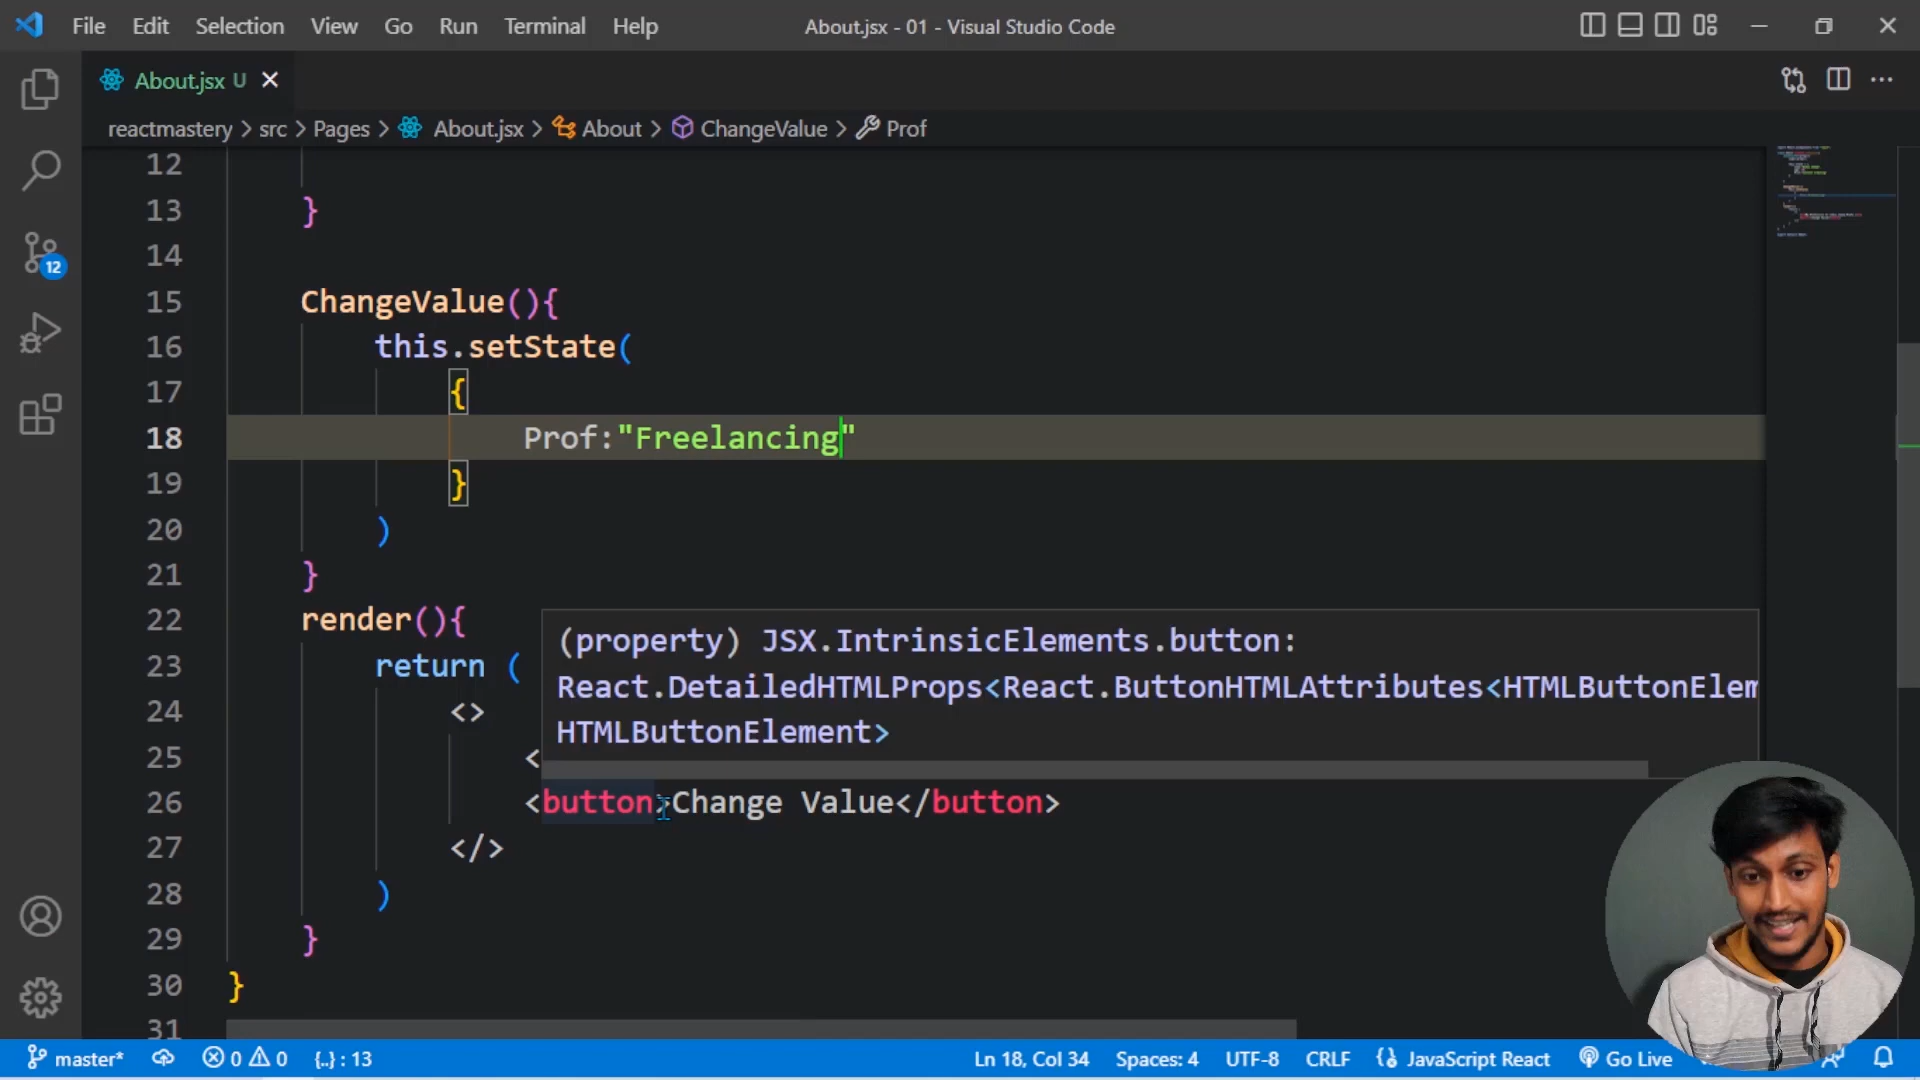 File Edit Selection View Go Run Terminal Help About.jsx - 01 - Visual Studio Code
About.jsx U
reactmastery > src > Pages > About.jsx > About > ChangeValue > Prof
12
13 }
14
15 ChangeValue(){
16 this.setState(
17 {
18 Prof:"Freelancing"
19 }
20 )
21 }
22 render(){
23 return (
24 <>
25 <
26 <button>Change Value</button>
27 </>
28 )
29 }
30 }
31
(property) JSX.IntrinsicElements.button:
React.DetailedHTMLProps<React.ButtonHTMLAttributes<HTMLButtonElem
HTMLButtonElement>
12
master* 0 0 {..} : 13 Ln 18, Col 34 Spaces: 4 UTF-8 CRLF JavaScript React Go Live